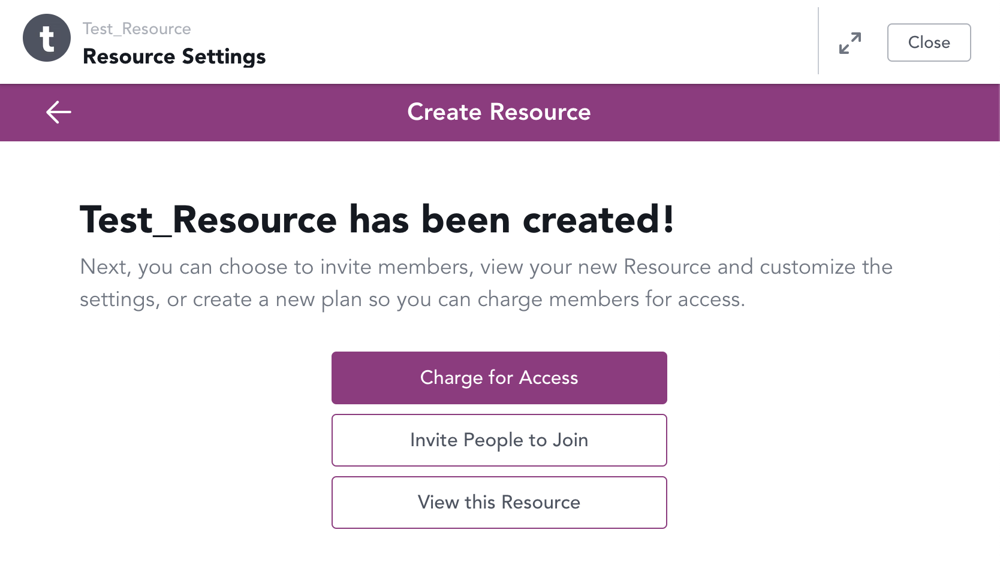 t
Test_Resource
Resource Settings
Close
Create Resource
Test_Resource has been created!
Next, you can choose to invite members, view your new Resource and customize the
settings, or create a new plan so you can charge members for access.
Charge for Access
Invite People to Join
View this Resource